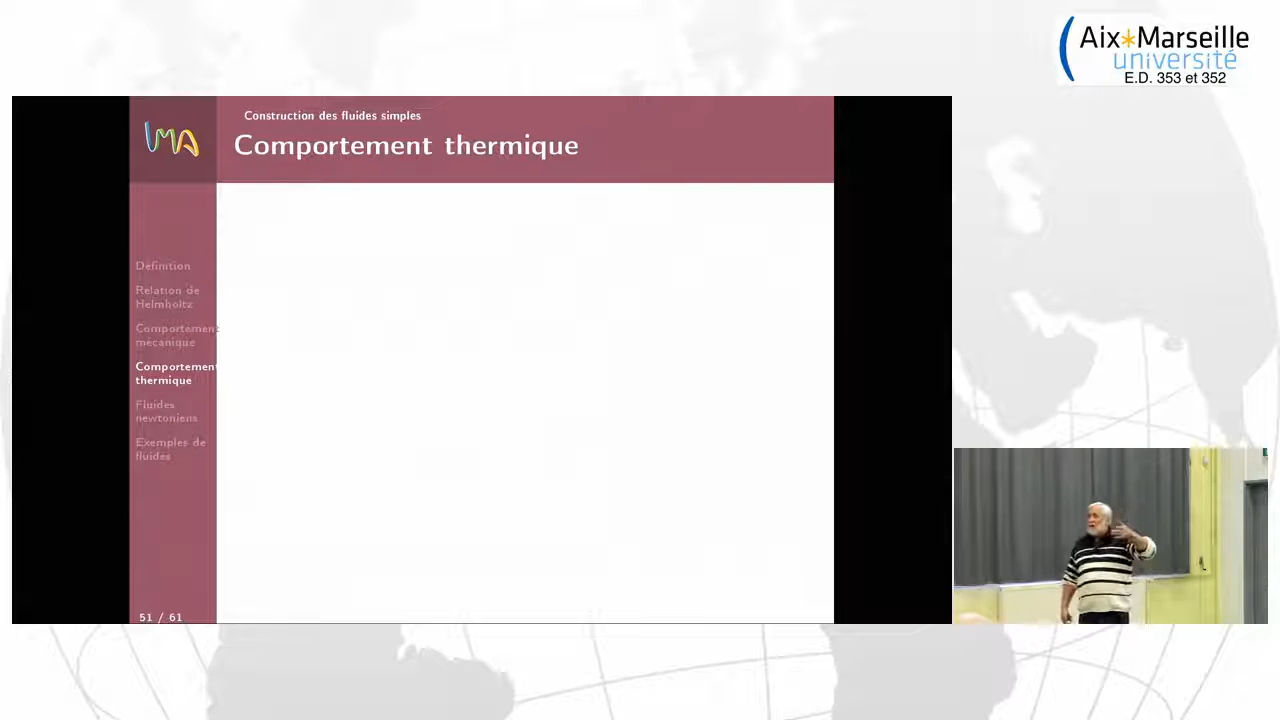 Aix*Marseille
université
E.D. 353 et 352
Construction des fluides simples
Comportement thermique
LMA
Définition
Relation de
Helmholtz
Comportement
mécanique
Comportement
thermique
Fluides
newtoniens
Exemples de
fluides
51 / 61